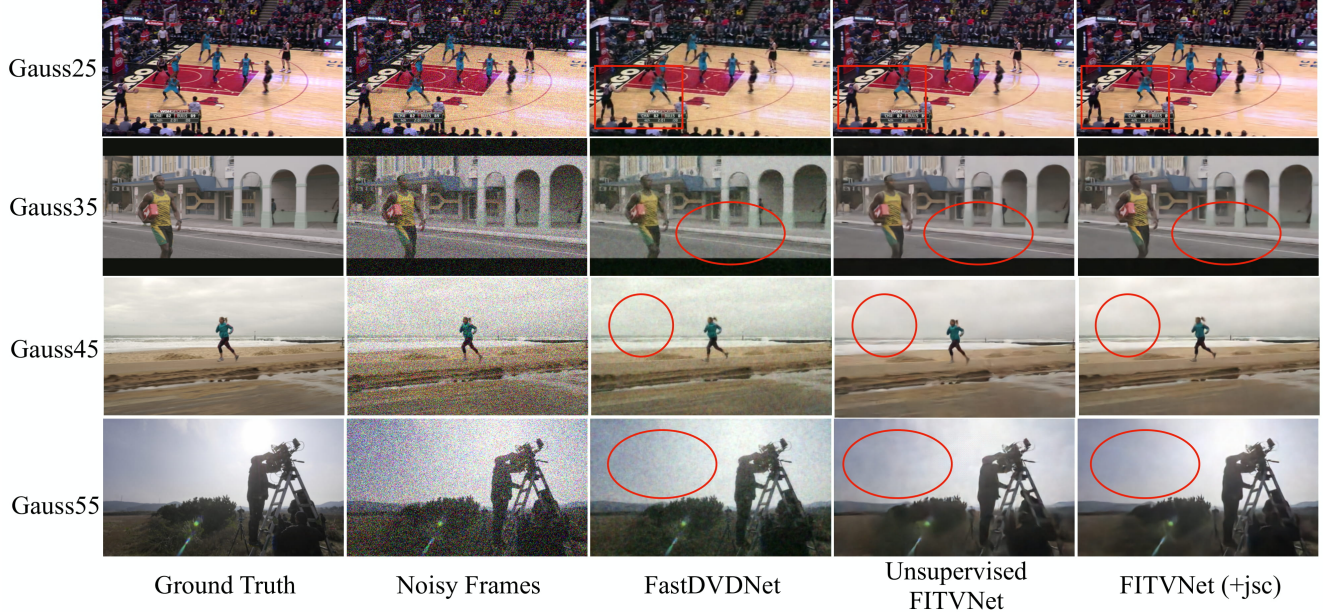 Gauss25
Gauss35
Gauss45
Gauss55
Ground Truth
Noisy Frames
FastDVDNet
Unsupervised
FITVNet
FITVNet (+jsc)